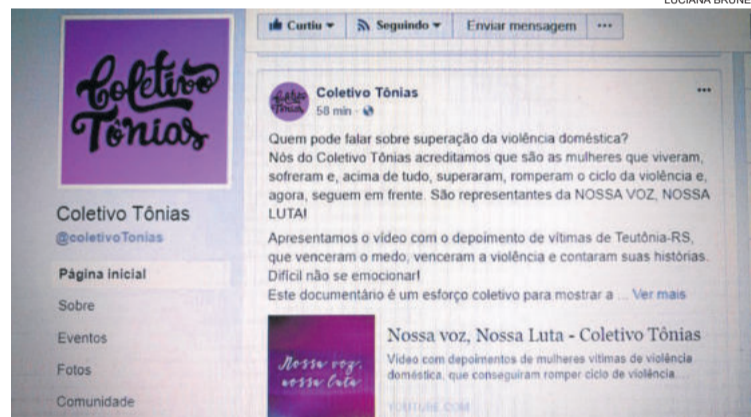 LUCIANA BRUNE
Curtiu
Seguindo
Enviar mensagem
Coletivo
Tônias
Coletivo Tônias
58 min
Quem pode falar sobre superação da violência doméstica?
Nós do Coletivo Tônias acreditamos que são as mulheres que viveram,
sofreram e, acima de tudo, superaram, romperam o ciclo da violência e,
agora, seguem em frente. São representantes da NOSSA VOZ, NOSSA
LUTA!
Apresentamos o vídeo com o depoimento de vítimas de Teutônia-RS,
que venceram o medo, venceram a violência e contaram suas histórias.
Difícil não se emocionar!
Este documentário é um esforço coletivo para mostrar a ... Ver mais
Coletivo Tônias
@coletivoTonias
Página inicial
Sobre
Eventos
Fotos
Comunidade
Nossa voz,
nossa luta
Nossa voz, Nossa Luta - Coletivo Tônias
Vídeo com depoimentos de mulheres vítimas de violência
doméstica, que conseguiram romper ciclo de violência....
YOUTUBE.COM